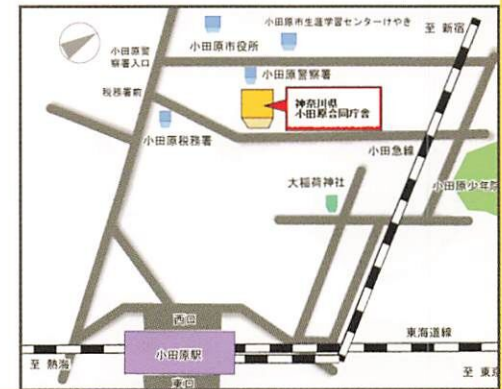 小田原市生涯学習センターけやき
至 新宿
小田原市役所
小田原警
察署入口
小田原警察署
税務署前
神奈川県
小田原合同庁舎
小田原税務署
小田急線
大稲荷神社
小田原少年院
西口
東海道線
小田原駅
至 熱海
至 東京
東口